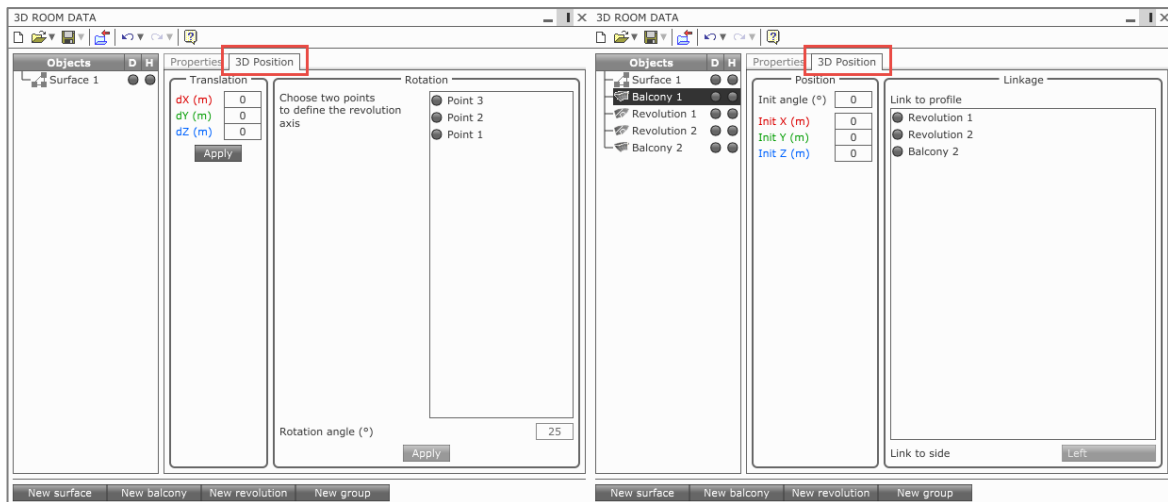 3D ROOM DATA
Objects D H
Surface 1
Properties 3D Position
Translation
dX (m) 0
dY (m) 0
dZ (m) 0
Apply
Rotation
Choose two points
to define the revolution
axis
Point 3
Point 2
Point 1
Rotation angle (°) 25
Apply
New surface New balcony New revolution New group
3D ROOM DATA
Objects D H
Surface 1
Balcony 1
Revolution 1
Revolution 2
Balcony 2
Properties 3D Position
Position
Init angle (°) 0
Init X (m) 0
Init Y (m) 0
Init Z (m) 0
Linkage
Link to profile
Revolution 1
Revolution 2
Balcony 2
Link to side Left
New surface New balcony New revolution New group